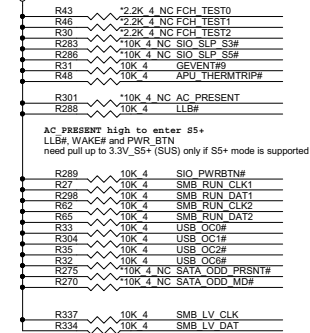 R43 *2.2K_4_NC FCH_TEST0
R46 *2.2K_4_NC FCH_TEST1
R30 *2.2K_4_NC FCH_TEST2
R283 *10K_4_NC SIO_SLP_S3#
R286 *10K_4_NC SIO_SLP_S5#
R31 10K_4 GEVENT#9
R48 10K_4 APU_THERMTRIP#
R301 *10K_4_NC AC_PRESENT
R288 10K_4 LLB#
AC_PRESENT high to enter S5+
LLB#, WAKE# and PWR_BTN
need pull up to 3.3V_S5+ (SUS) only if S5+ mode is supported
R289 10K_4 SIO_PWRBTN#
R27 10K_4 SMB_RUN_CLK1
R298 10K_4 SMB_RUN_DAT1
R62 10K_4 SMB_RUN_CLK2
R65 10K_4 SMB_RUN_DAT2
R33 10K_4 USB_OC0#
R304 10K_4 USB_OC1#
R35 10K_4 USB_OC2#
R32 10K_4 USB_OC6#
R275 *10K_4_NC SATA_ODD_PRSNT#
R270 *10K_4_NC SATA_ODD_MD#
R337 10K_4 SMB_LV_CLK
R334 10K_4 SMB_LV_DAT